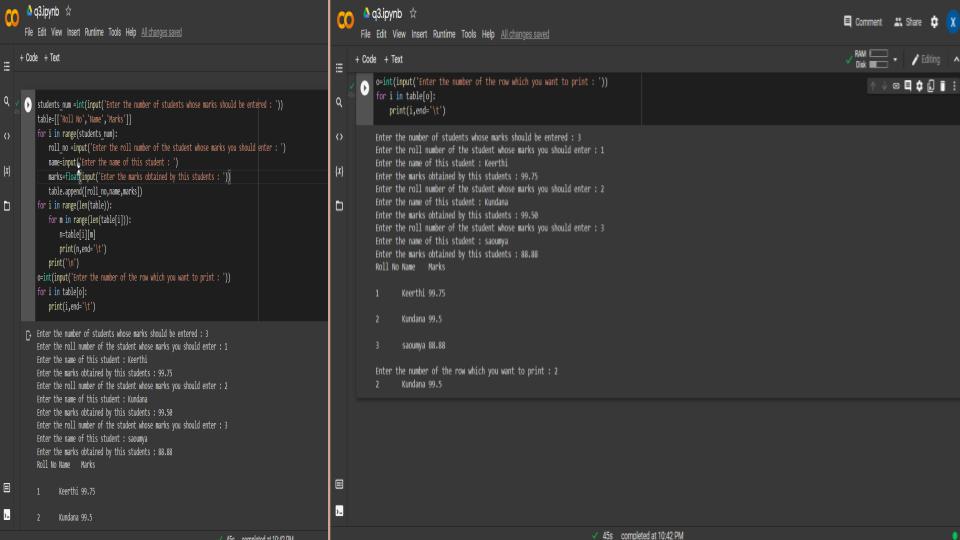 q3.ipynb
File Edit View Insert Runtime Tools Help All changes saved
+ Code + Text
students_num =int(input('Enter the number of students whose marks should be entered : '))
table=[['Roll No','Name','Marks']]
for i in range(students_num):
roll_no =input('Enter the roll number of the student whose marks you should enter : ')
name=input('Enter the name of this student : ')
marks=float(input('Enter the marks obtained by this students : '))
table.append([roll_no,name,marks])
for i in range(len(table)):
for m in range(len(table[i])):
n=table[i][m]
print(n,end='\t')
print('\n')
o=int(input('Enter the number of the row which you want to print : '))
for i in table[o]:
print(i,end='\t')
Enter the number of students whose marks should be entered : 3
Enter the roll number of the student whose marks you should enter : 1
Enter the name of this student : Keerthi
Enter the marks obtained by this students : 99.75
Enter the roll number of the student whose marks you should enter : 2
Enter the name of this student : Kundana
Enter the marks obtained by this students : 99.50
Enter the roll number of the student whose marks you should enter : 3
Enter the name of this student : saoumya
Enter the marks obtained by this students : 88.88
Roll No Name Marks
1 Keerthi 99.75
2 Kundana 99.5
45s completed at 10:42 PM
q3.ipynb
File Edit View Insert Runtime Tools Help All changes saved
Comment Share X
+ Code + Text
RAM
Disk
Editing
o=int(input('Enter the number of the row which you want to print : '))
for i in table[o]:
print(i,end='\t')
Enter the number of students whose marks should be entered : 3
Enter the roll number of the student whose marks you should enter : 1
Enter the name of this student : Keerthi
Enter the marks obtained by this students : 99.75
Enter the roll number of the student whose marks you should enter : 2
Enter the name of this student : Kundana
Enter the marks obtained by this students : 99.50
Enter the roll number of the student whose marks you should enter : 3
Enter the name of this student : saoumya
Enter the marks obtained by this students : 88.88
Roll No Name Marks
1 Keerthi 99.75
2 Kundana 99.5
3 saoumya 88.88
Enter the number of the row which you want to print : 2
2 Kundana 99.5
45s completed at 10:42 PM